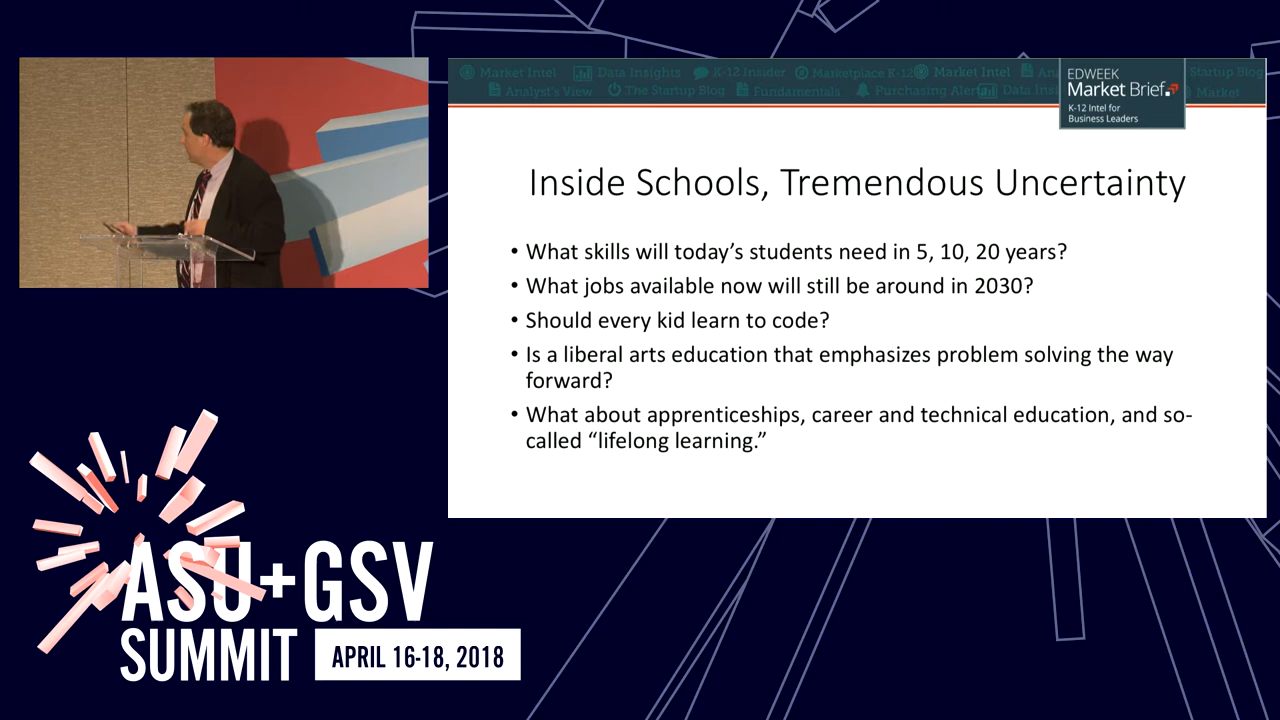 Market Intel Data Insights K-12 Insider Marketplace K-12 Market Intel Startup Blog
Analyst's View The Startup Blog Fundamentals Purchasing Alert Data Market
EDWEEK
Market Brief
K-12 Intel for
Business Leaders
Inside Schools, Tremendous Uncertainty
• What skills will today’s students need in 5, 10, 20 years?
• What jobs available now will still be around in 2030?
• Should every kid learn to code?
• Is a liberal arts education that emphasizes problem solving the way
forward?
• What about apprenticeships, career and technical education, and so-
called “lifelong learning.”
ASU+GSV
SUMMIT
APRIL 16-18, 2018